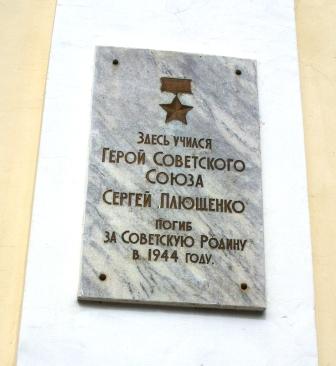 Здесь учился
Герой Советского
Союза
Сергей Плющенко
погиб
за Советскую Родину
в 1944 году.